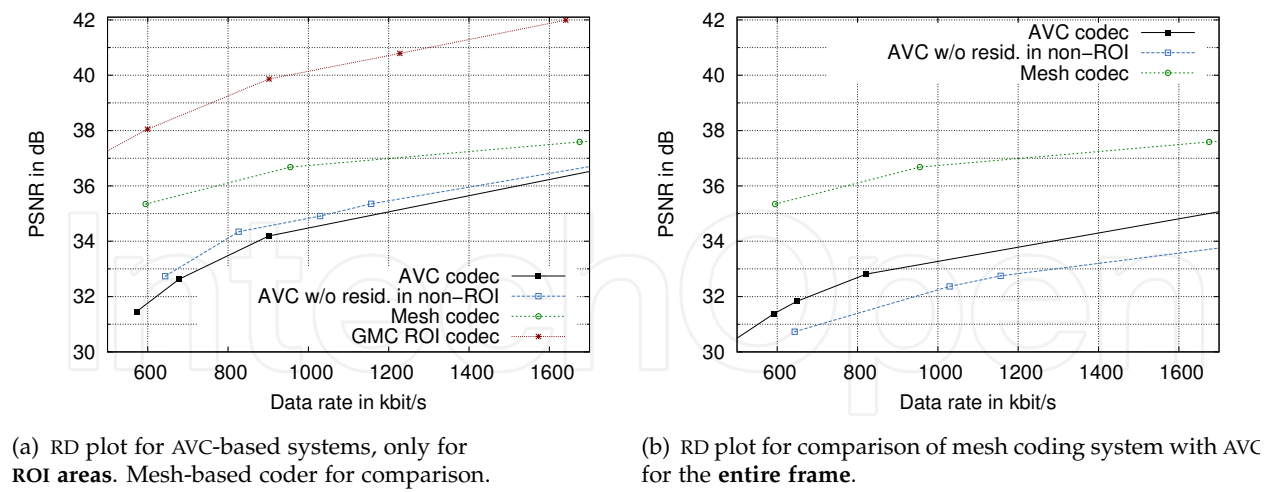 42
40
38
36
34
32
30
PSNR in dB
600 800 1000 1200 1400 1600
Data rate in kbit/s
AVC codec
AVC w/o resid. in non−ROI
Mesh codec
GMC ROI codec
(a) RD plot for AVC-based systems, only for
ROI areas. Mesh-based coder for comparison.
42
40
38
36
34
32
30
PSNR in dB
600 800 1000 1200 1400 1600
Data rate in kbit/s
AVC codec
AVC w/o resid. in non−ROI
Mesh codec
(b) RD plot for comparison of mesh coding system with AVC
for the entire frame.
IntechOpen